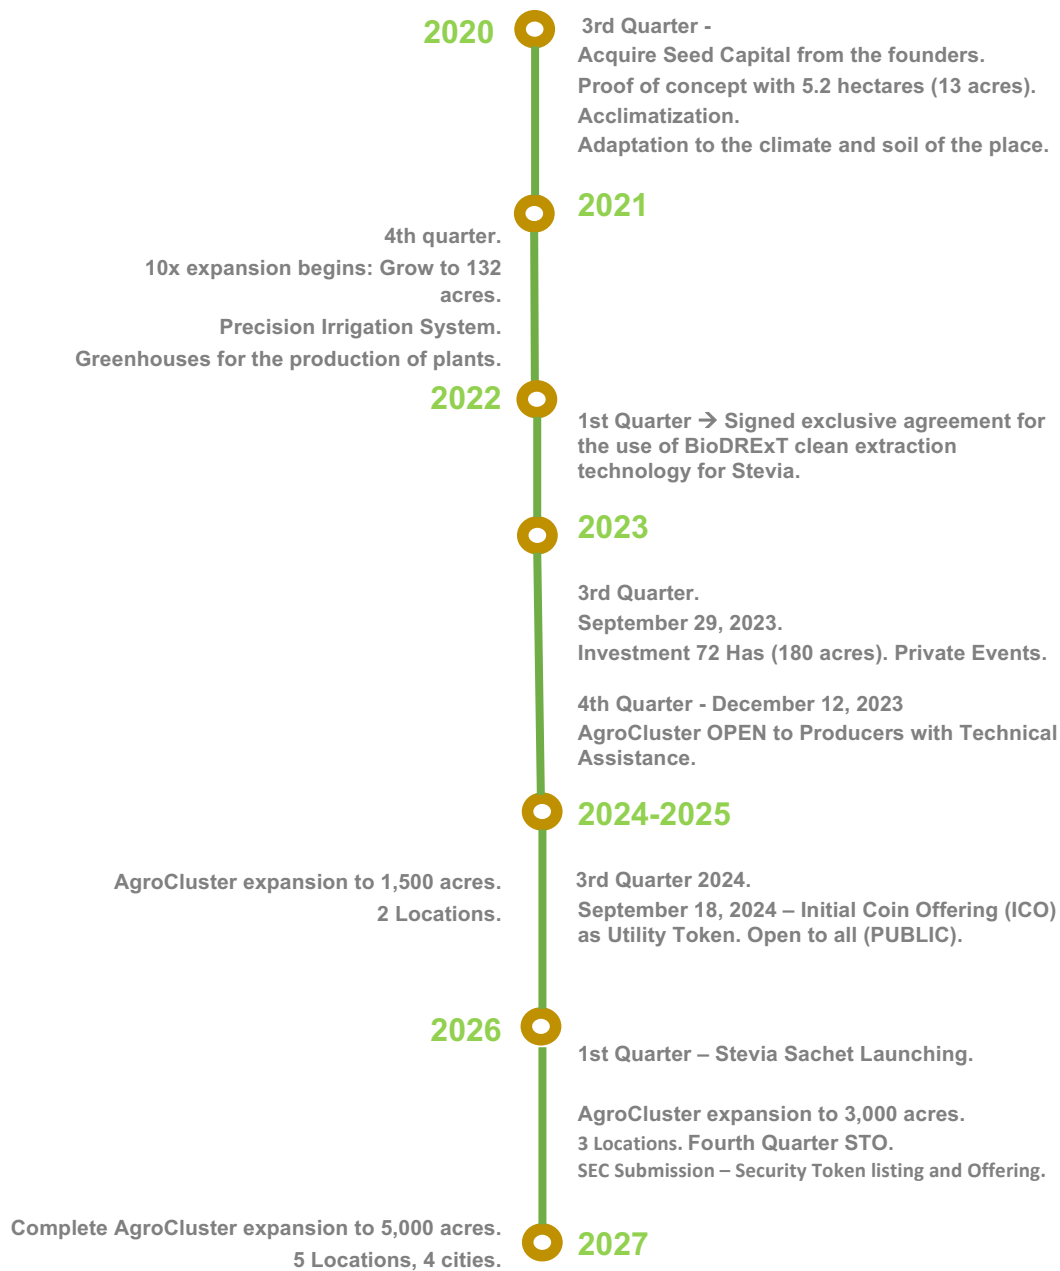 2020
3rd Quarter -
Acquire Seed Capital from the founders.
Proof of concept with 5.2 hectares (13 acres).
Acclimatization.
Adaptation to the climate and soil of the place.
2021
4th quarter.
10x expansion begins: Grow to 132
acres.
Precision Irrigation System.
Greenhouses for the production of plants.
2022
1st Quarter → Signed exclusive agreement for
the use of BioDRExT clean extraction
technology for Stevia.
2023
3rd Quarter.
September 29, 2023.
Investment 72 Has (180 acres). Private Events.
4th Quarter - December 12, 2023
AgroCluster OPEN to Producers with Technical
Assistance.
2024-2025
AgroCluster expansion to 1,500 acres.
2 Locations.
3rd Quarter 2024.
September 18, 2024 – Initial Coin Offering (ICO)
as Utility Token. Open to all (PUBLIC).
2026
1st Quarter – Stevia Sachet Launching.
AgroCluster expansion to 3,000 acres.
3 Locations. Fourth Quarter STO.
SEC Submission – Security Token listing and Offering.
Complete AgroCluster expansion to 5,000 acres.
5 Locations, 4 cities.
2027